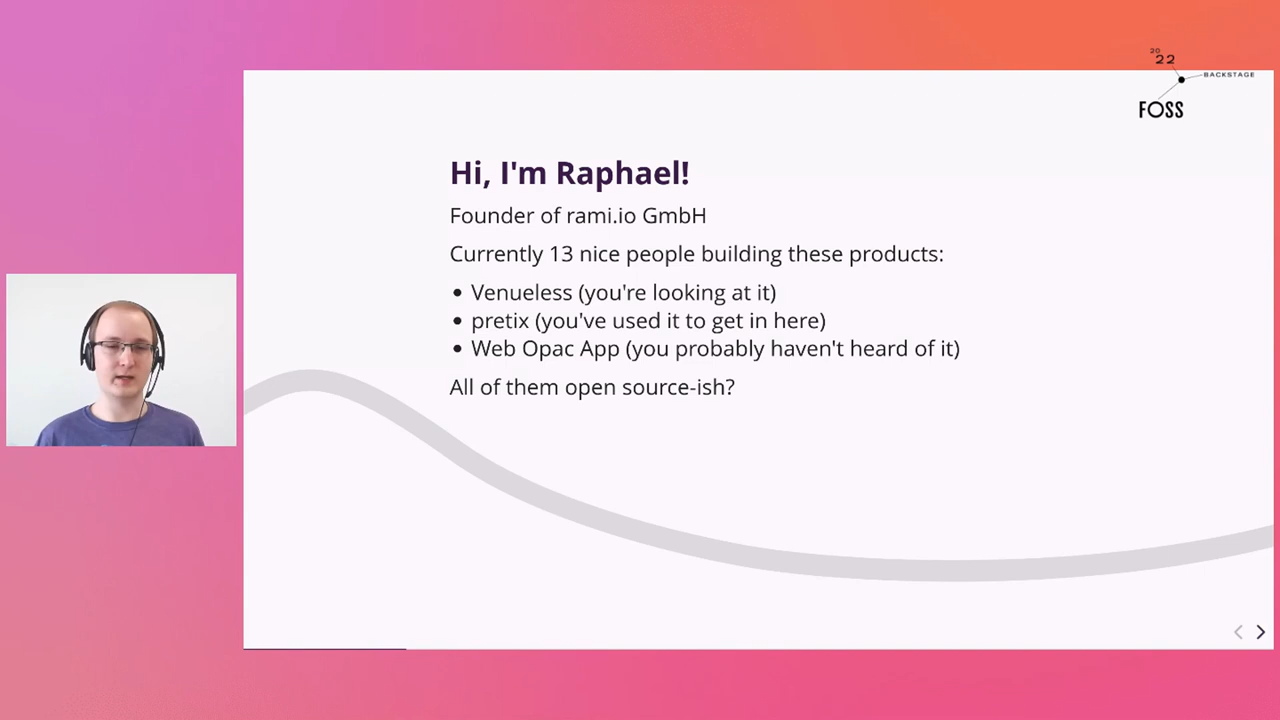 20
22
BACKSTAGE
FOSS
Hi, I'm Raphael!
Founder of rami.io GmbH
Currently 13 nice people building these products:
• Venueless (you're looking at it)
• pretix (you've used it to get in here)
• Web Opac App (you probably haven't heard of it)
All of them open source-ish?